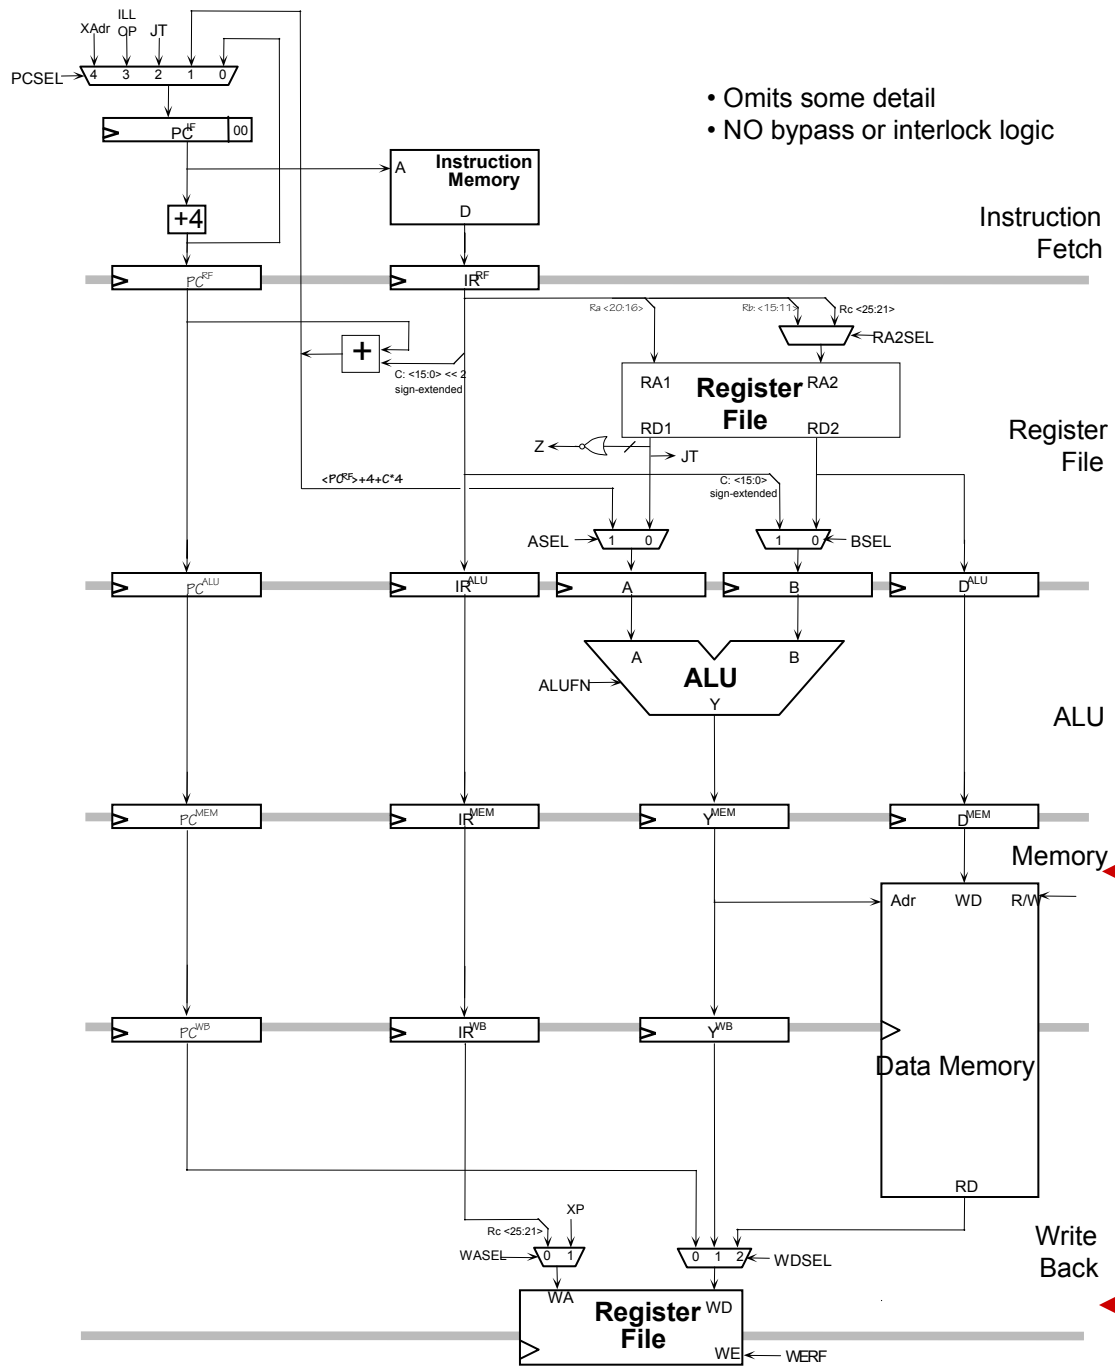 ILL
XAdr OP JT
PCSEL 4 3 2 1 0
• Omits some detail
• NO bypass or interlock logic
PC IF 00
A Instruction
Memory
D
+4
Instruction
Fetch
PC RF
IR RF
Ra <20:16>
Rb: <15:11>
Rc <25:21>
RA2SEL
+
C: <15:0> << 2
sign-extended
RA1 RA2
Register
File
RD1 RD2
Register
File
Z
JT
<PC RF>+4+C*4
C: <15:0>
sign-extended
ASEL 1 0
1 0 BSEL
PC ALU
IR ALU
A
B
D ALU
A B
ALU
ALUFN
Y
ALU
PC MEM
IR MEM
Y MEM
D MEM
Memory
Adr WD R/W
PC WB
IR WB
Y WB
Data Memory
RD
XP
Rc <25:21>
WASEL 0 1
0 1 2 WDSEL
Write
Back
WA WD
Register
File
WE WERF